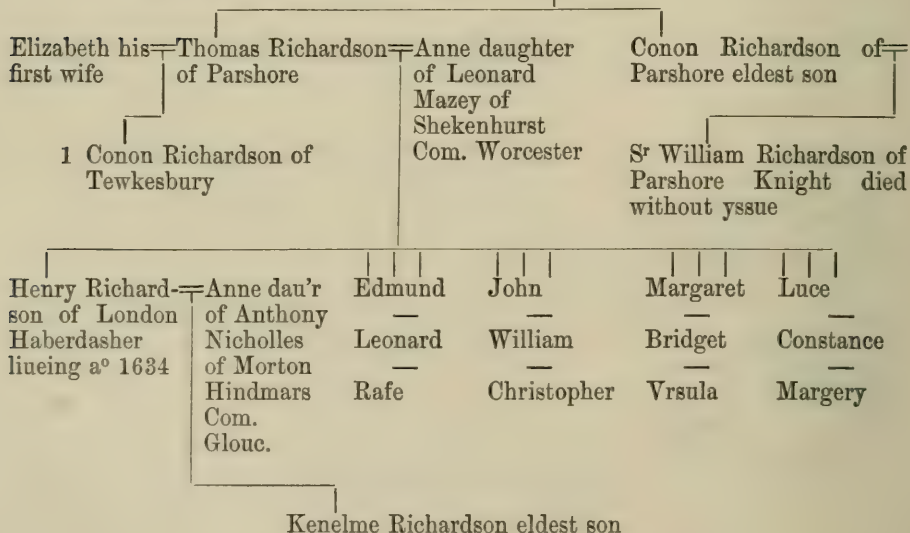 Elizabeth his
first wife
Thomas Richardson
of Parshore
Anne daughter
of Leonard
Mazey of
Shekenhurst
Com. Worcester
Conon Richardson of
Parshore eldest son
1 Conon Richardson of
Tewkesbury
Sr William Richardson of
Parshore Knight died
without yssue
Henry Richard-
son of London
Haberdasher
liueing ao 1634
Anne dau'r
of Anthony
Nicholles
of Morton
Hindmars
Com.
Glouc.
Edmund
Leonard
Rafe
John
William
Christopher
Margaret
Bridget
Vrsula
Luce
Constance
Margery
Kenelme Richardson eldest son